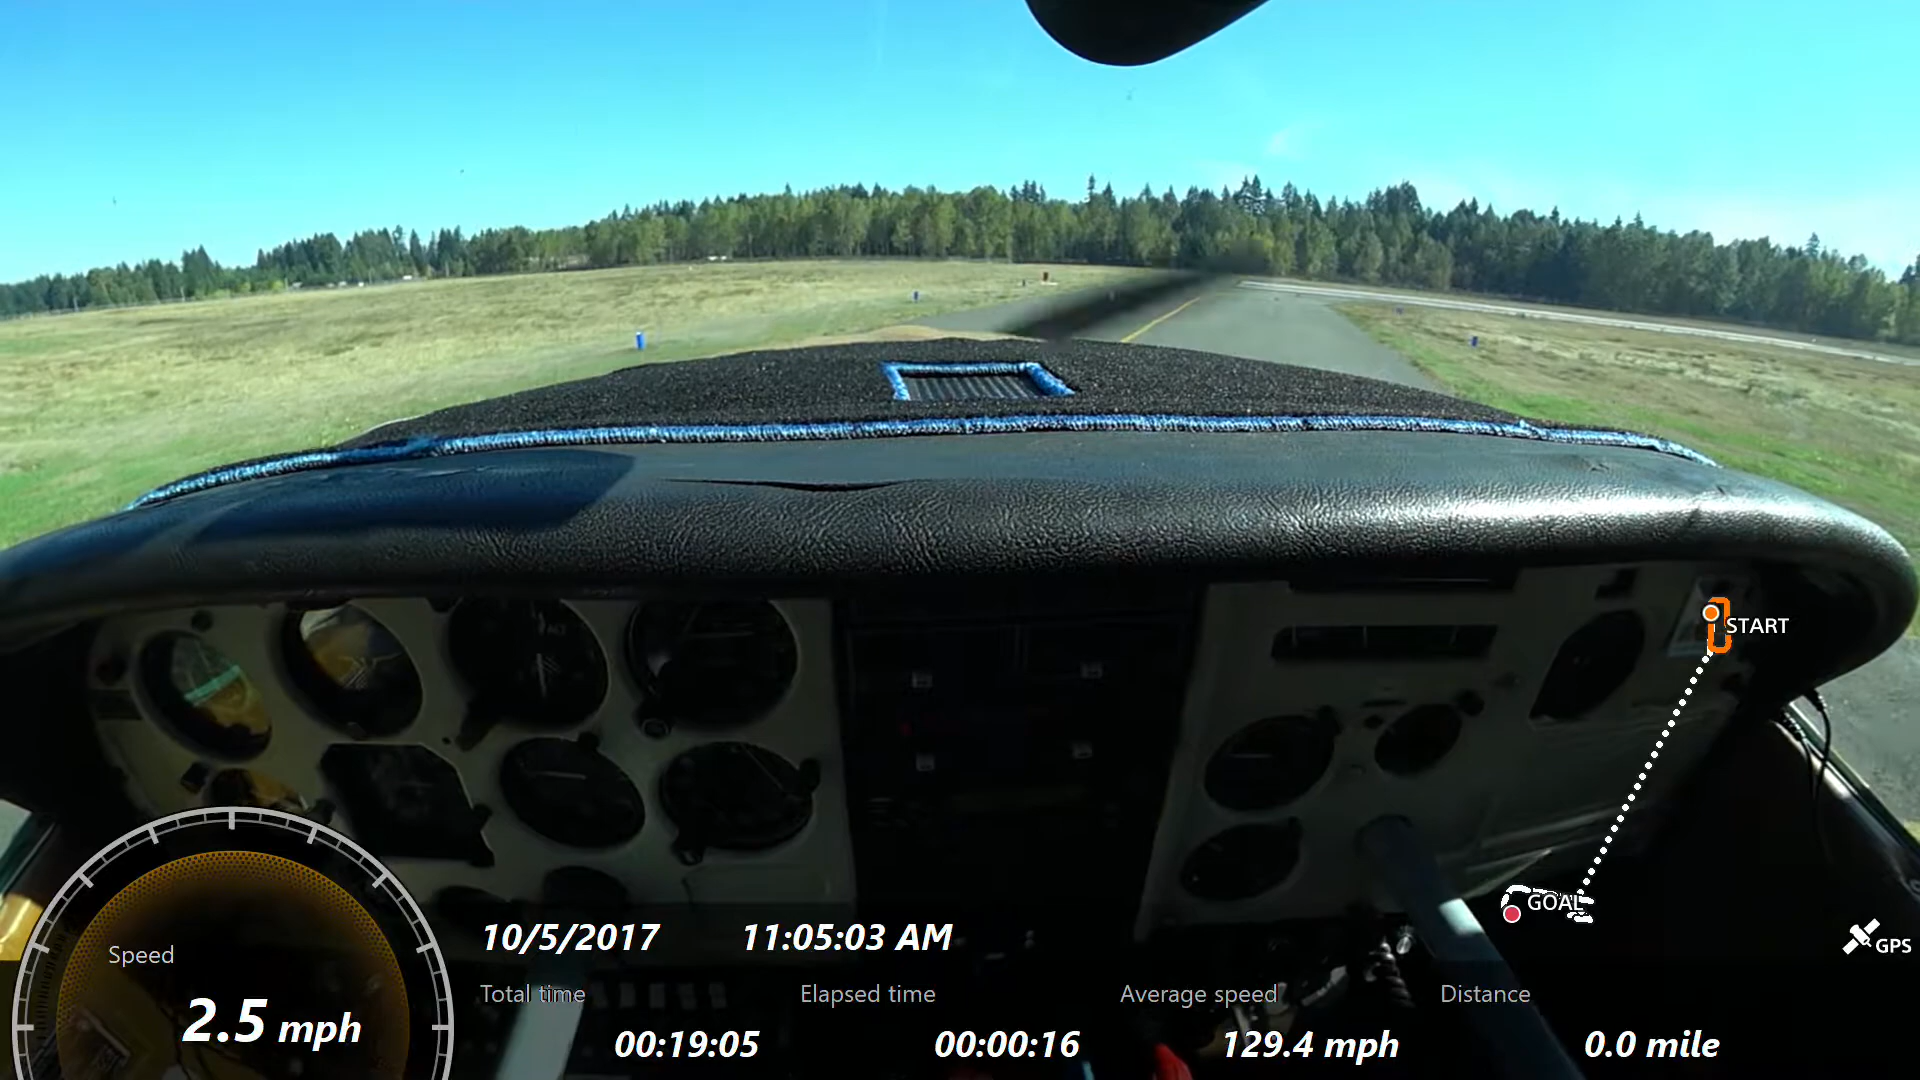 START
GOAL
GPS
Speed
2.5 mph
10/5/2017
11:05:03 AM
Total time
00:19:05
Elapsed time
00:00:16
Average speed
129.4 mph
Distance
0.0 mile